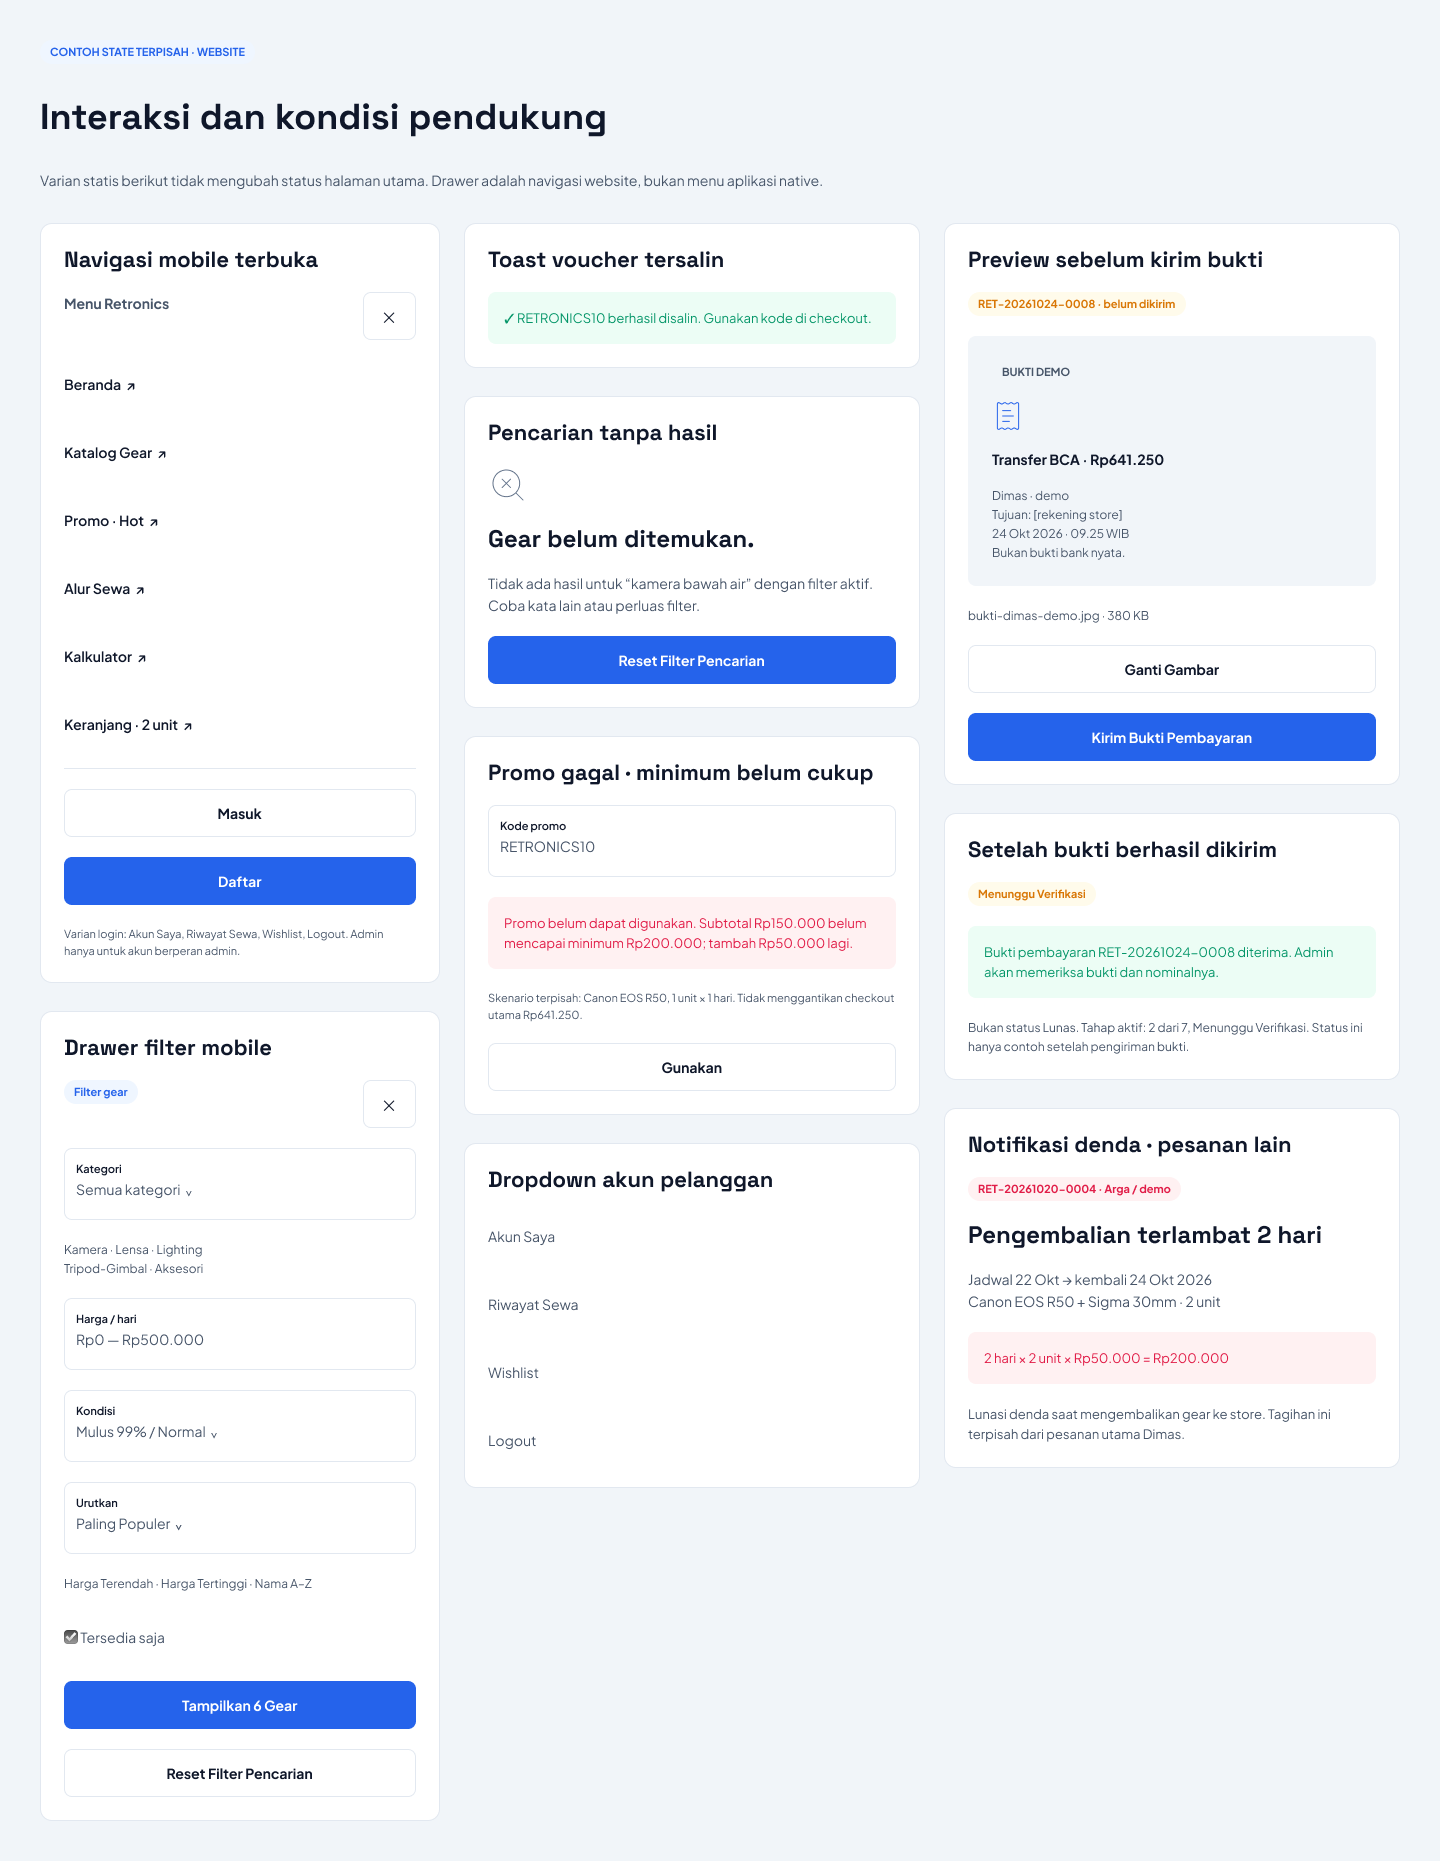 CONTOH STATE TERPISAH · WEBSITE
Interaksi dan kondisi pendukung
Varian statis berikut tidak mengubah status halaman utama. Drawer adalah navigasi website, bukan menu aplikasi native.
Navigasi mobile terbuka
Menu Retronics
Beranda ↗
Katalog Gear ↗
Promo · Hot ↗
Alur Sewa ↗
Kalkulator ↗
Keranjang · 2 unit ↗
Masuk
Daftar
Varian login: Akun Saya, Riwayat Sewa, Wishlist, Logout. Admin
hanya untuk akun berperan admin.
Drawer filter mobile
Filter gear
Kategori
Semua kategori
Kamera · Lensa · Lighting
Tripod-Gimbal · Aksesori
Harga / hari
Rp0 — Rp500.000
Kondisi
Mulus 99% / Normal
Urutkan
Paling Populer
Harga Terendah · Harga Tertinggi · Nama A–Z
Tersedia saja
Tampilkan 6 Gear
Reset Filter Pencarian
Toast voucher tersalin
✓ RETRONICS10 berhasil disalin. Gunakan kode di checkout.
Pencarian tanpa hasil
Gear belum ditemukan.
Tidak ada hasil untuk “kamera bawah air” dengan filter aktif.
Coba kata lain atau perluas filter.
Reset Filter Pencarian
Promo gagal · minimum belum cukup
Kode promo
RETRONICS10
Promo belum dapat digunakan. Subtotal Rp150.000 belum
mencapai minimum Rp200.000; tambah Rp50.000 lagi.
Skenario terpisah: Canon EOS R50, 1 unit × 1 hari. Tidak menggantikan checkout
utama Rp641.250.
Gunakan
Dropdown akun pelanggan
Akun Saya
Riwayat Sewa
Wishlist
Logout
Preview sebelum kirim bukti
RET-20261024-0008 · belum dikirim
BUKTI DEMO
Transfer BCA · Rp641.250
Dimas · demo
Tujuan: [rekening store]
24 Okt 2026 · 09.25 WIB
Bukan bukti bank nyata.
bukti-dimas-demo.jpg · 380 KB
Ganti Gambar
Kirim Bukti Pembayaran
Setelah bukti berhasil dikirim
Menunggu Verifikasi
Bukti pembayaran RET-20261024-0008 diterima. Admin
akan memeriksa bukti dan nominalnya.
Bukan status Lunas. Tahap aktif: 2 dari 7, Menunggu Verifikasi. Status ini
hanya contoh setelah pengiriman bukti.
Notifikasi denda · pesanan lain
RET-20261020-0004 · Arga / demo
Pengembalian terlambat 2 hari
Jadwal 22 Okt → kembali 24 Okt 2026
Canon EOS R50 + Sigma 30mm · 2 unit
2 hari × 2 unit × Rp50.000 = Rp200.000
Lunasi denda saat mengembalikan gear ke store. Tagihan ini
terpisah dari pesanan utama Dimas.